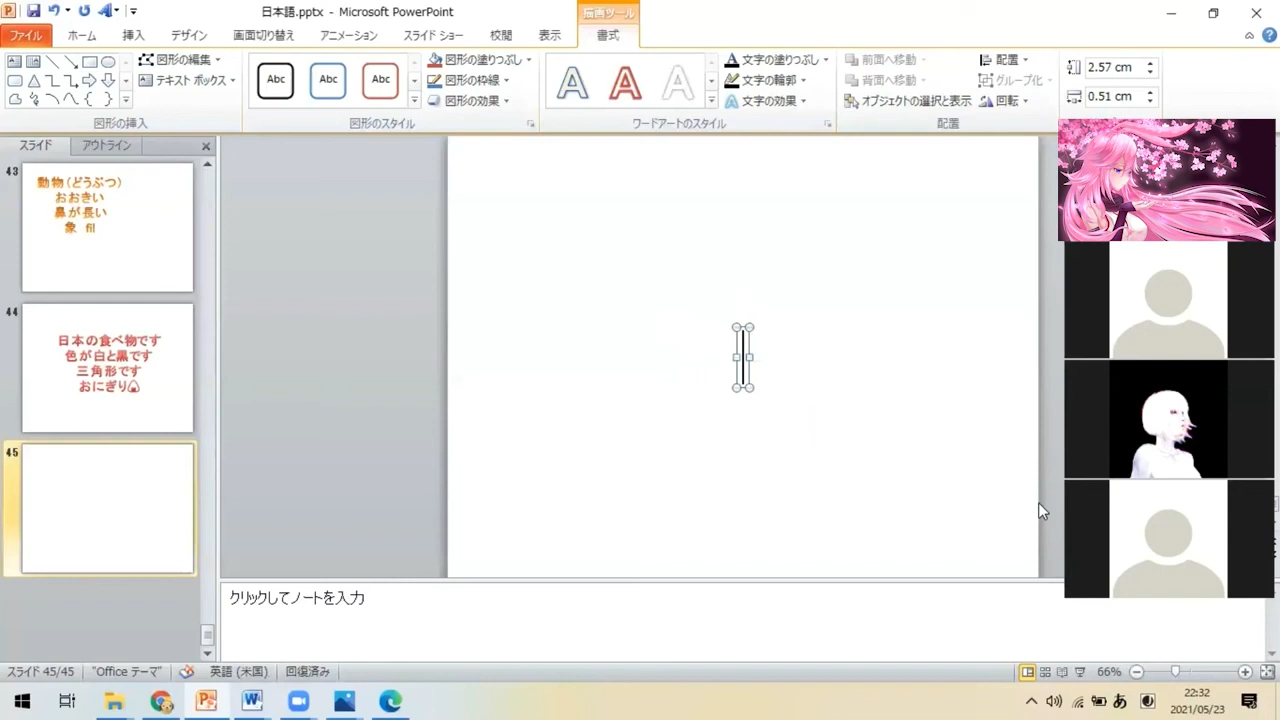 日本語.pptx - Microsoft PowerPoint
描画ツール
ファイル ホーム 挿入 デザイン 画面切り替え アニメーション スライド ショー 校閲 表示 書式
図形の編集
テキスト ボックス
図形の挿入
Abc Abc Abc
図形の塗りつぶし
図形の枠線
図形の効果
図形のスタイル
A A A
文字の塗りつぶし
文字の輪郭
文字の効果
ワードアートのスタイル
前面へ移動
背面へ移動
オブジェクトの選択と表示
配置
グループ化
回転
配置
2.57 cm
0.51 cm
スライド アウトライン
43
動物(どうぶつ)
おおきい
鼻が長い
象 fil
44
日本の食べ物です
色が白と黒です
三角形です
おにぎり🍙
45
クリックしてノートを入力
スライド 45/45 "Office テーマ" 英語 (米国) 回復済み 66%
あ 22:32
2021/05/23